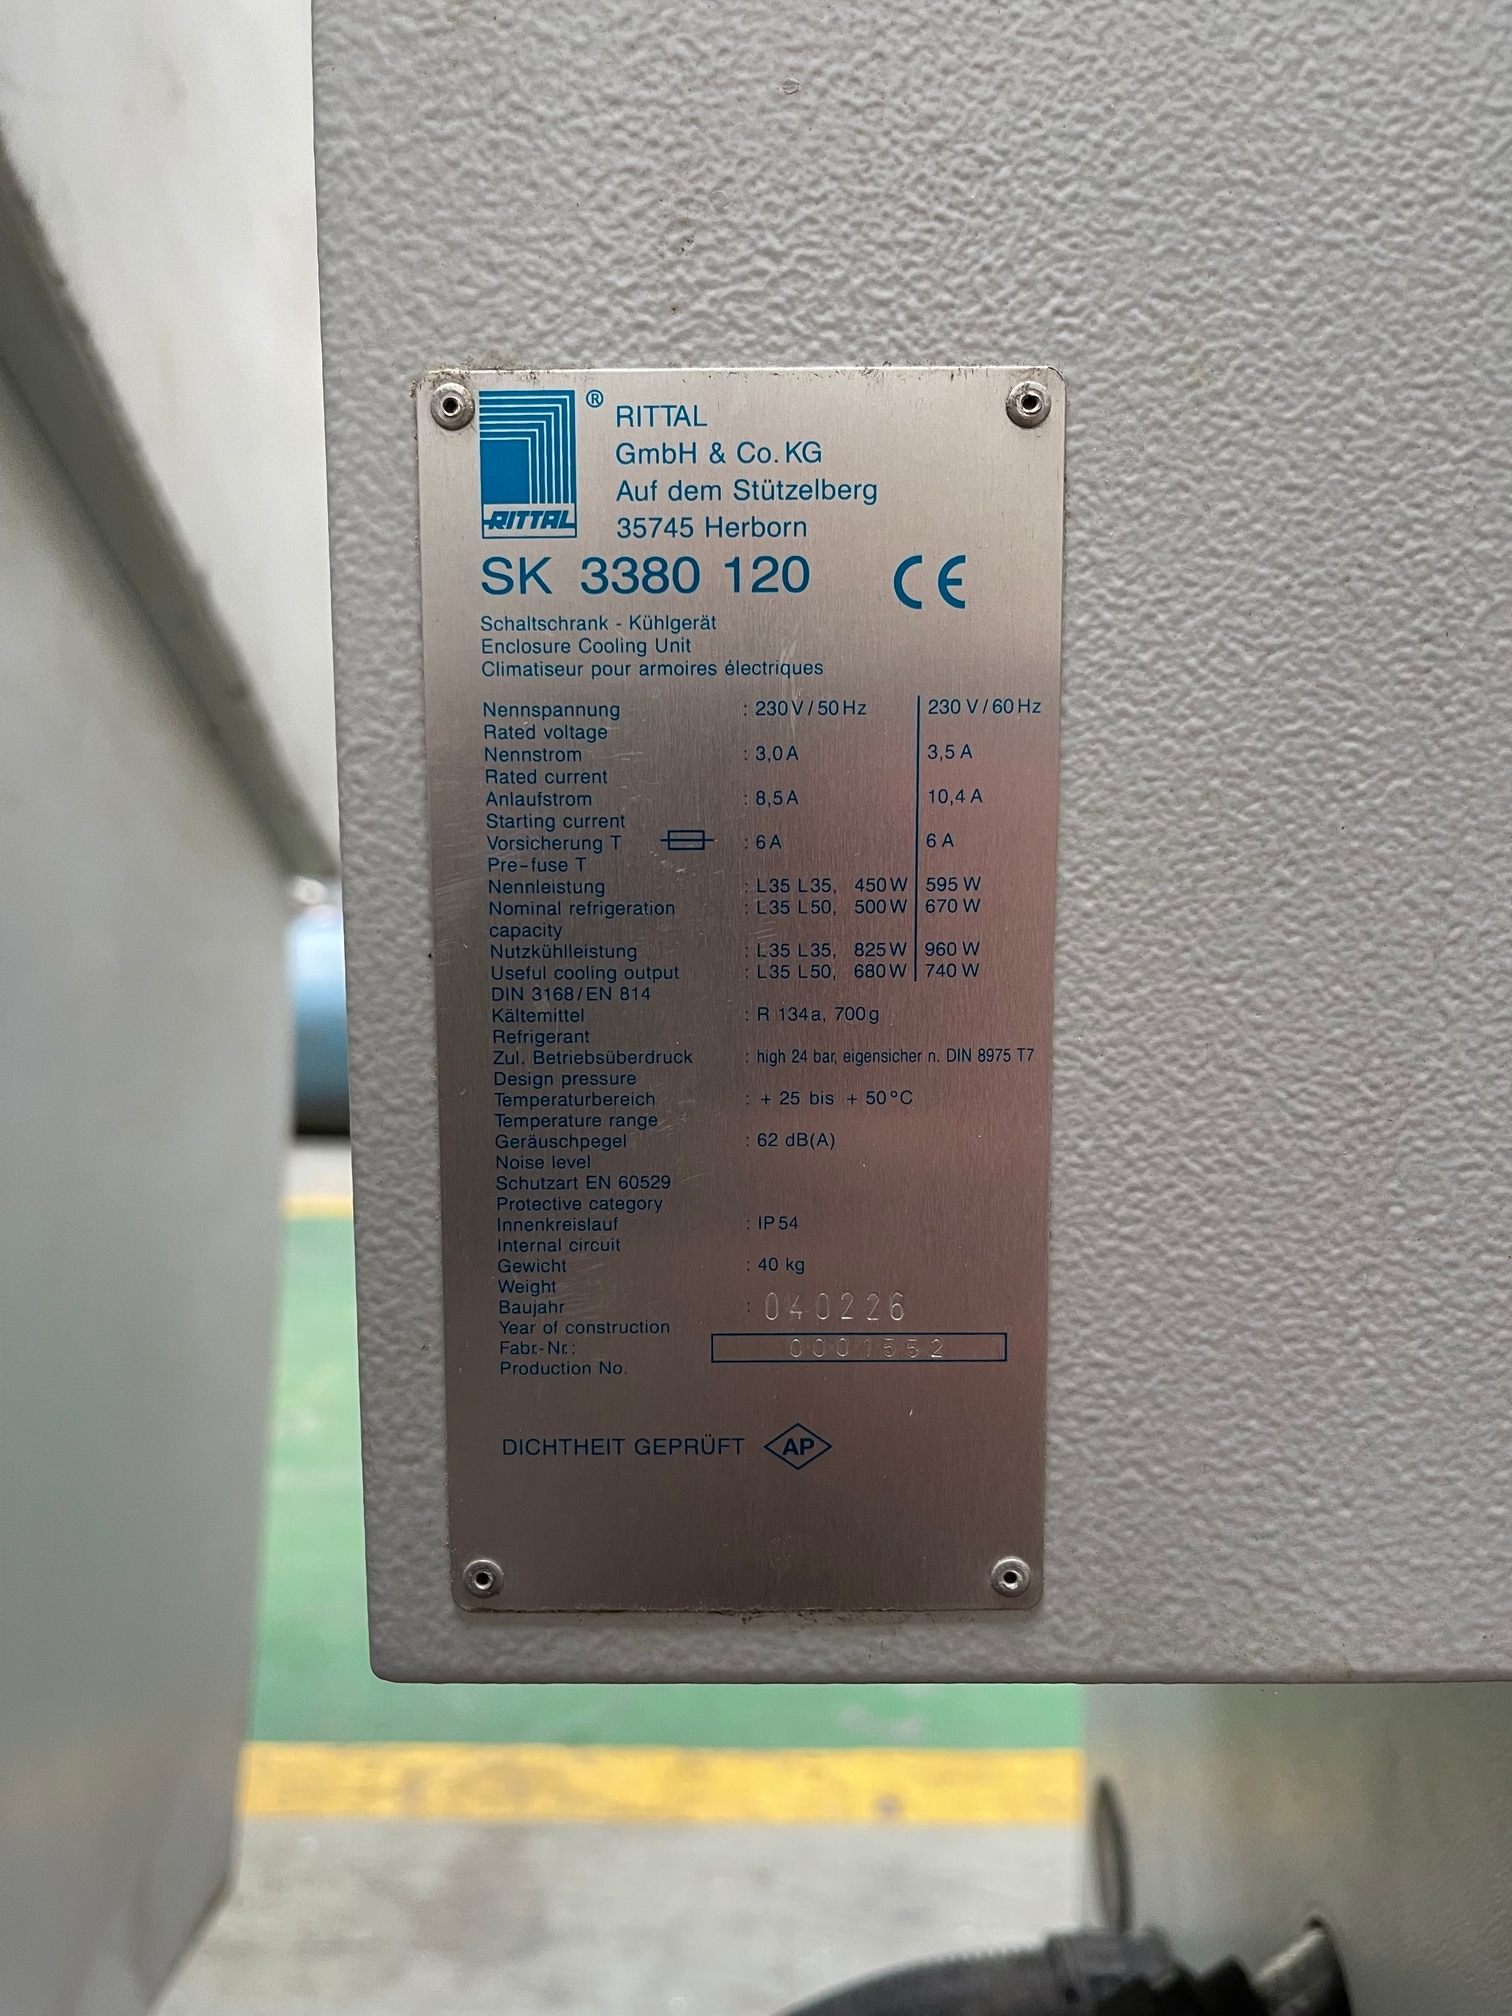 ®
RITTAL
RITTAL
GmbH & Co. KG
Auf dem Stützelberg
35745 Herborn
SK 3380 120 CE
Schaltschrank - Kühlgerät
Enclosure Cooling Unit
Climatiseur pour armoires électriques
Nennspannung : 230 V / 50 Hz 230 V / 60 Hz
Rated voltage
Nennstrom : 3,0 A 3,5 A
Rated current
Anlaufstrom : 8,5 A 10,4 A
Starting current
Vorsicherung T : 6 A 6 A
Pre-fuse T
Nennleistung : L35 L35, 450 W 595 W
Nominal refrigeration : L35 L50, 500 W 670 W
capacity
Nutzkühlleistung : L35 L35, 825 W 960 W
Useful cooling output : L35 L50, 680 W 740 W
DIN 3168/EN 814
Kältemittel : R 134a, 700g
Refrigerant
Zul. Betriebsüberdruck : high 24 bar, eigensicher n. DIN 8975 T7
Design pressure
Temperaturbereich : + 25 bis + 50 °C
Temperature range
Geräuschpegel : 62 dB(A)
Noise level
Schutzart EN 60529
Protective category
Innenkreislauf : IP 54
Internal circuit
Gewicht : 40 kg
Weight
Baujahr : 040226
Year of construction
Fabr.-Nr.: 0001552
Production No.
DICHTHEIT GEPRÜFT AP